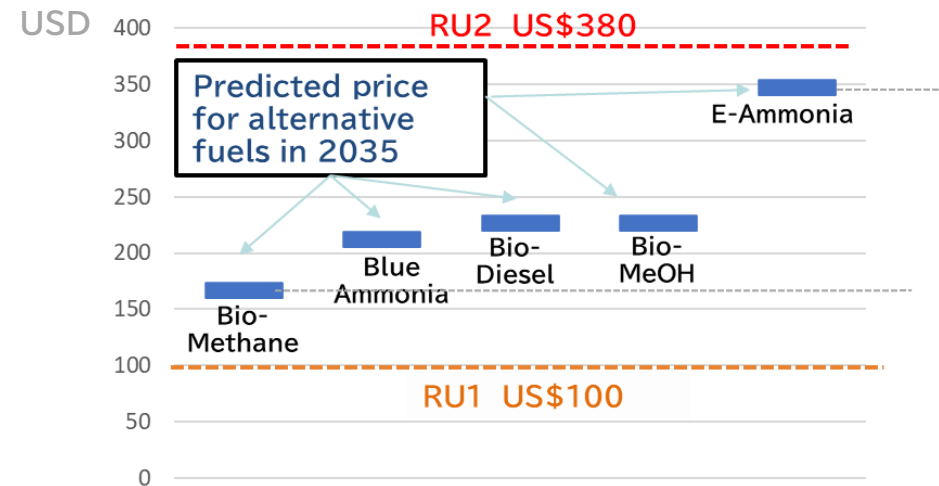 USD
400
RU2 US$380
350
Predicted price
for alternative
fuels in 2035
E-Ammonia
300
250
200
Bio-
Diesel
Bio-
MeOH
Blue
Ammonia
150
Bio-
Methane
100
RU1 US$100
50
0